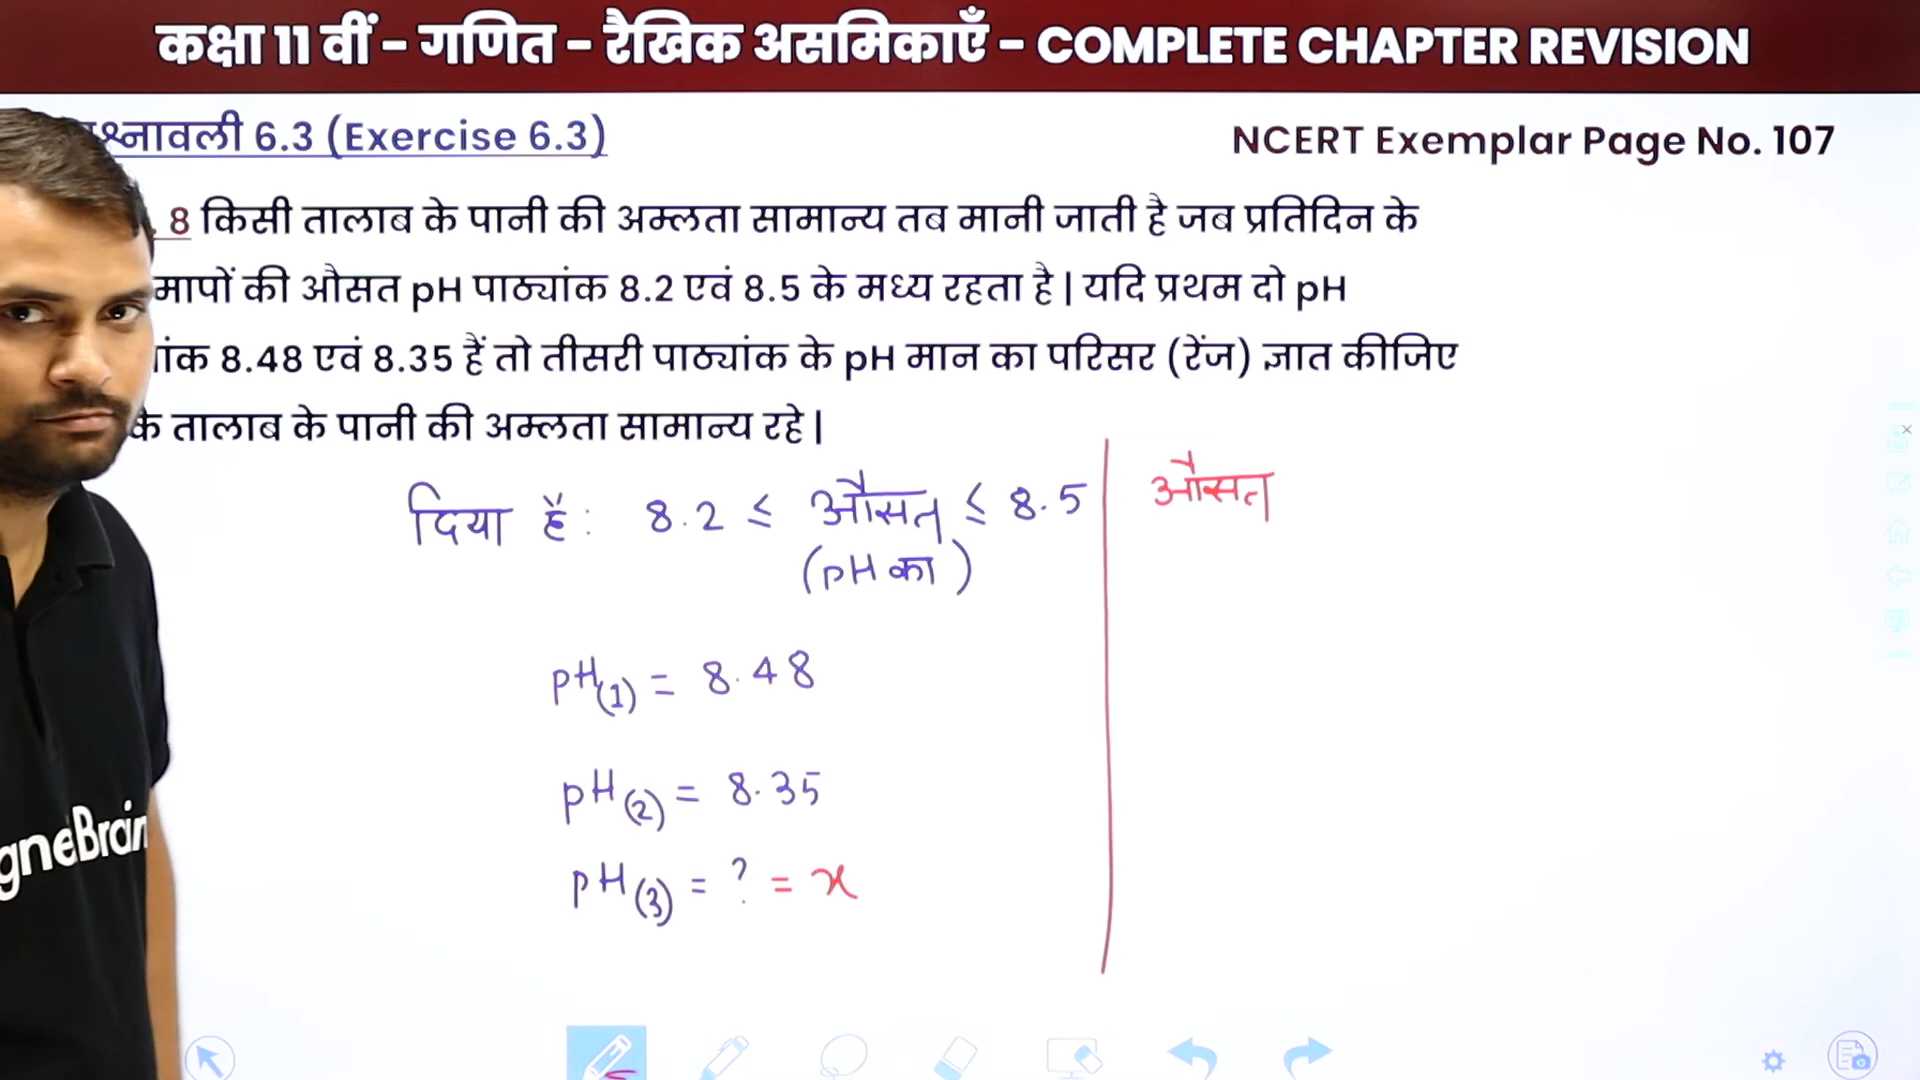 कक्षा 11 वीं – गणित – रैखिक असमिकाएँ – COMPLETE CHAPTER REVISION
6.3 (Exercise 6.3)
NCERT Exemplar Page No. 107
8 किसी तालाब के पानी की अम्लता सामान्य तब मानी जाती है जब प्रतिदिन के
मापों की औसत pH पाठ्यांक 8.2 एवं 8.5 के मध्य रहता है | यदि प्रथम दो pH
8.48 एवं 8.35 हैं तो तीसरी पाठ्यांक के pH मान का परिसर (रेंज) ज्ञात कीजिए
के तालाब के पानी की अम्लता सामान्य रहे |
दिया है : 8.2 ≤ औसत ≤ 8.5
(pH का)
औसत
pH(1) = 8.48
pH(2) = 8.35
pH(3) = ? = x
gneBrain